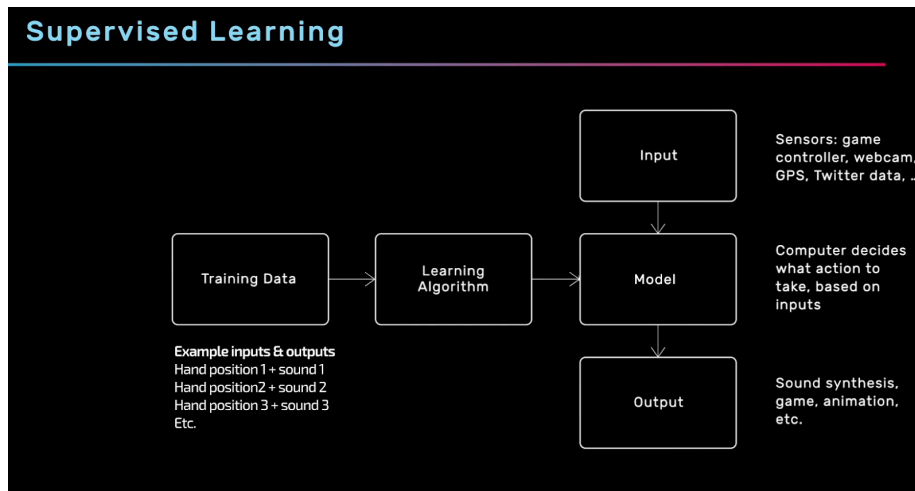 Supervised Learning
Input
Sensors: game
controller, webcam,
GPS, Twitter data, ..
Training Data
Learning
Algorithm
Model
Computer decides
what action to
take, based on
inputs
Example inputs & outputs
Hand position 1 + sound 1
Hand position2 + sound 2
Hand position 3 + sound 3
Etc.
Output
Sound synthesis,
game, animation,
etc.